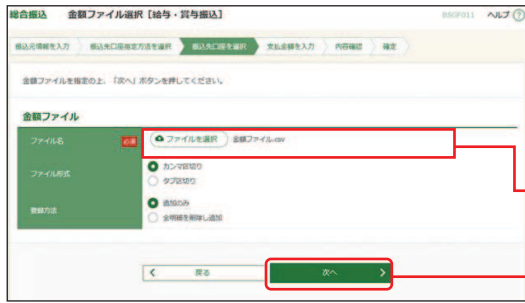 総合振込 金額ファイル選択［給与・賞与振込］ BSGF011 ヘルプ ?
振込元情報を入力 振込先口座指定方法を選択 振込先口座を選択 支払金額を入力 内容確認 確定
金額ファイルを指定の上、「次へ」ボタンを押してください。
金額ファイル
ファイル名 必須 ファイルを選択 金額ファイル.csv
ファイル形式 カンマ区切り
タブ区切り
登録方法 追加のみ
全明細を削除し追加
戻る 次へ